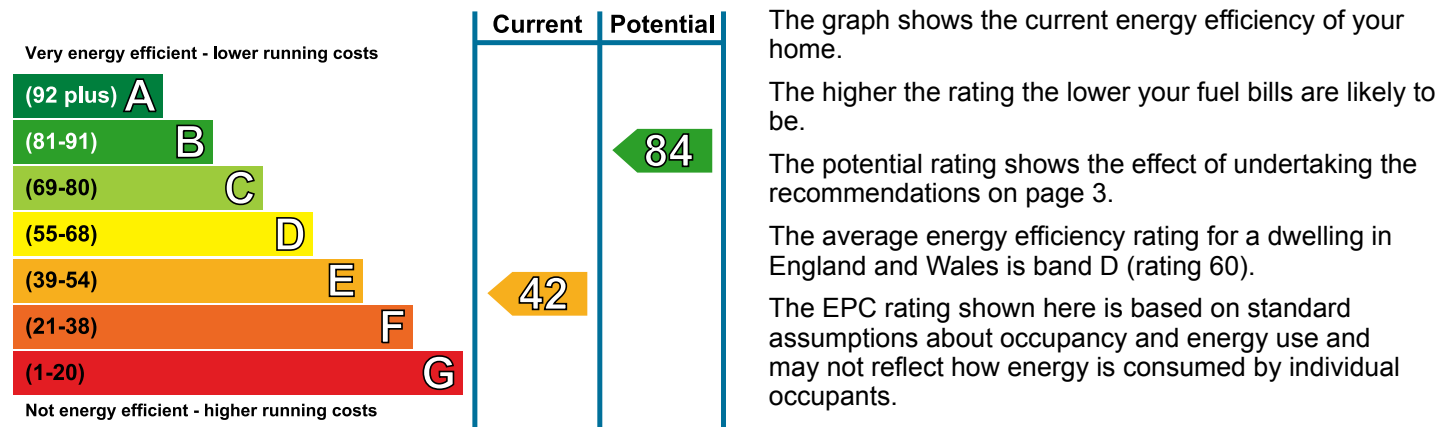 Current Potential
Very energy efficient - lower running costs
(92 plus) A
(81-91) B
84
(69-80) C
(55-68) D
(39-54) E
42
(21-38) F
(1-20) G
Not energy efficient - higher running costs
The graph shows the current energy efficiency of your
home.
The higher the rating the lower your fuel bills are likely to
be.
The potential rating shows the effect of undertaking the
recommendations on page 3.
The average energy efficiency rating for a dwelling in
England and Wales is band D (rating 60).
The EPC rating shown here is based on standard
assumptions about occupancy and energy use and
may not reflect how energy is consumed by individual
occupants.